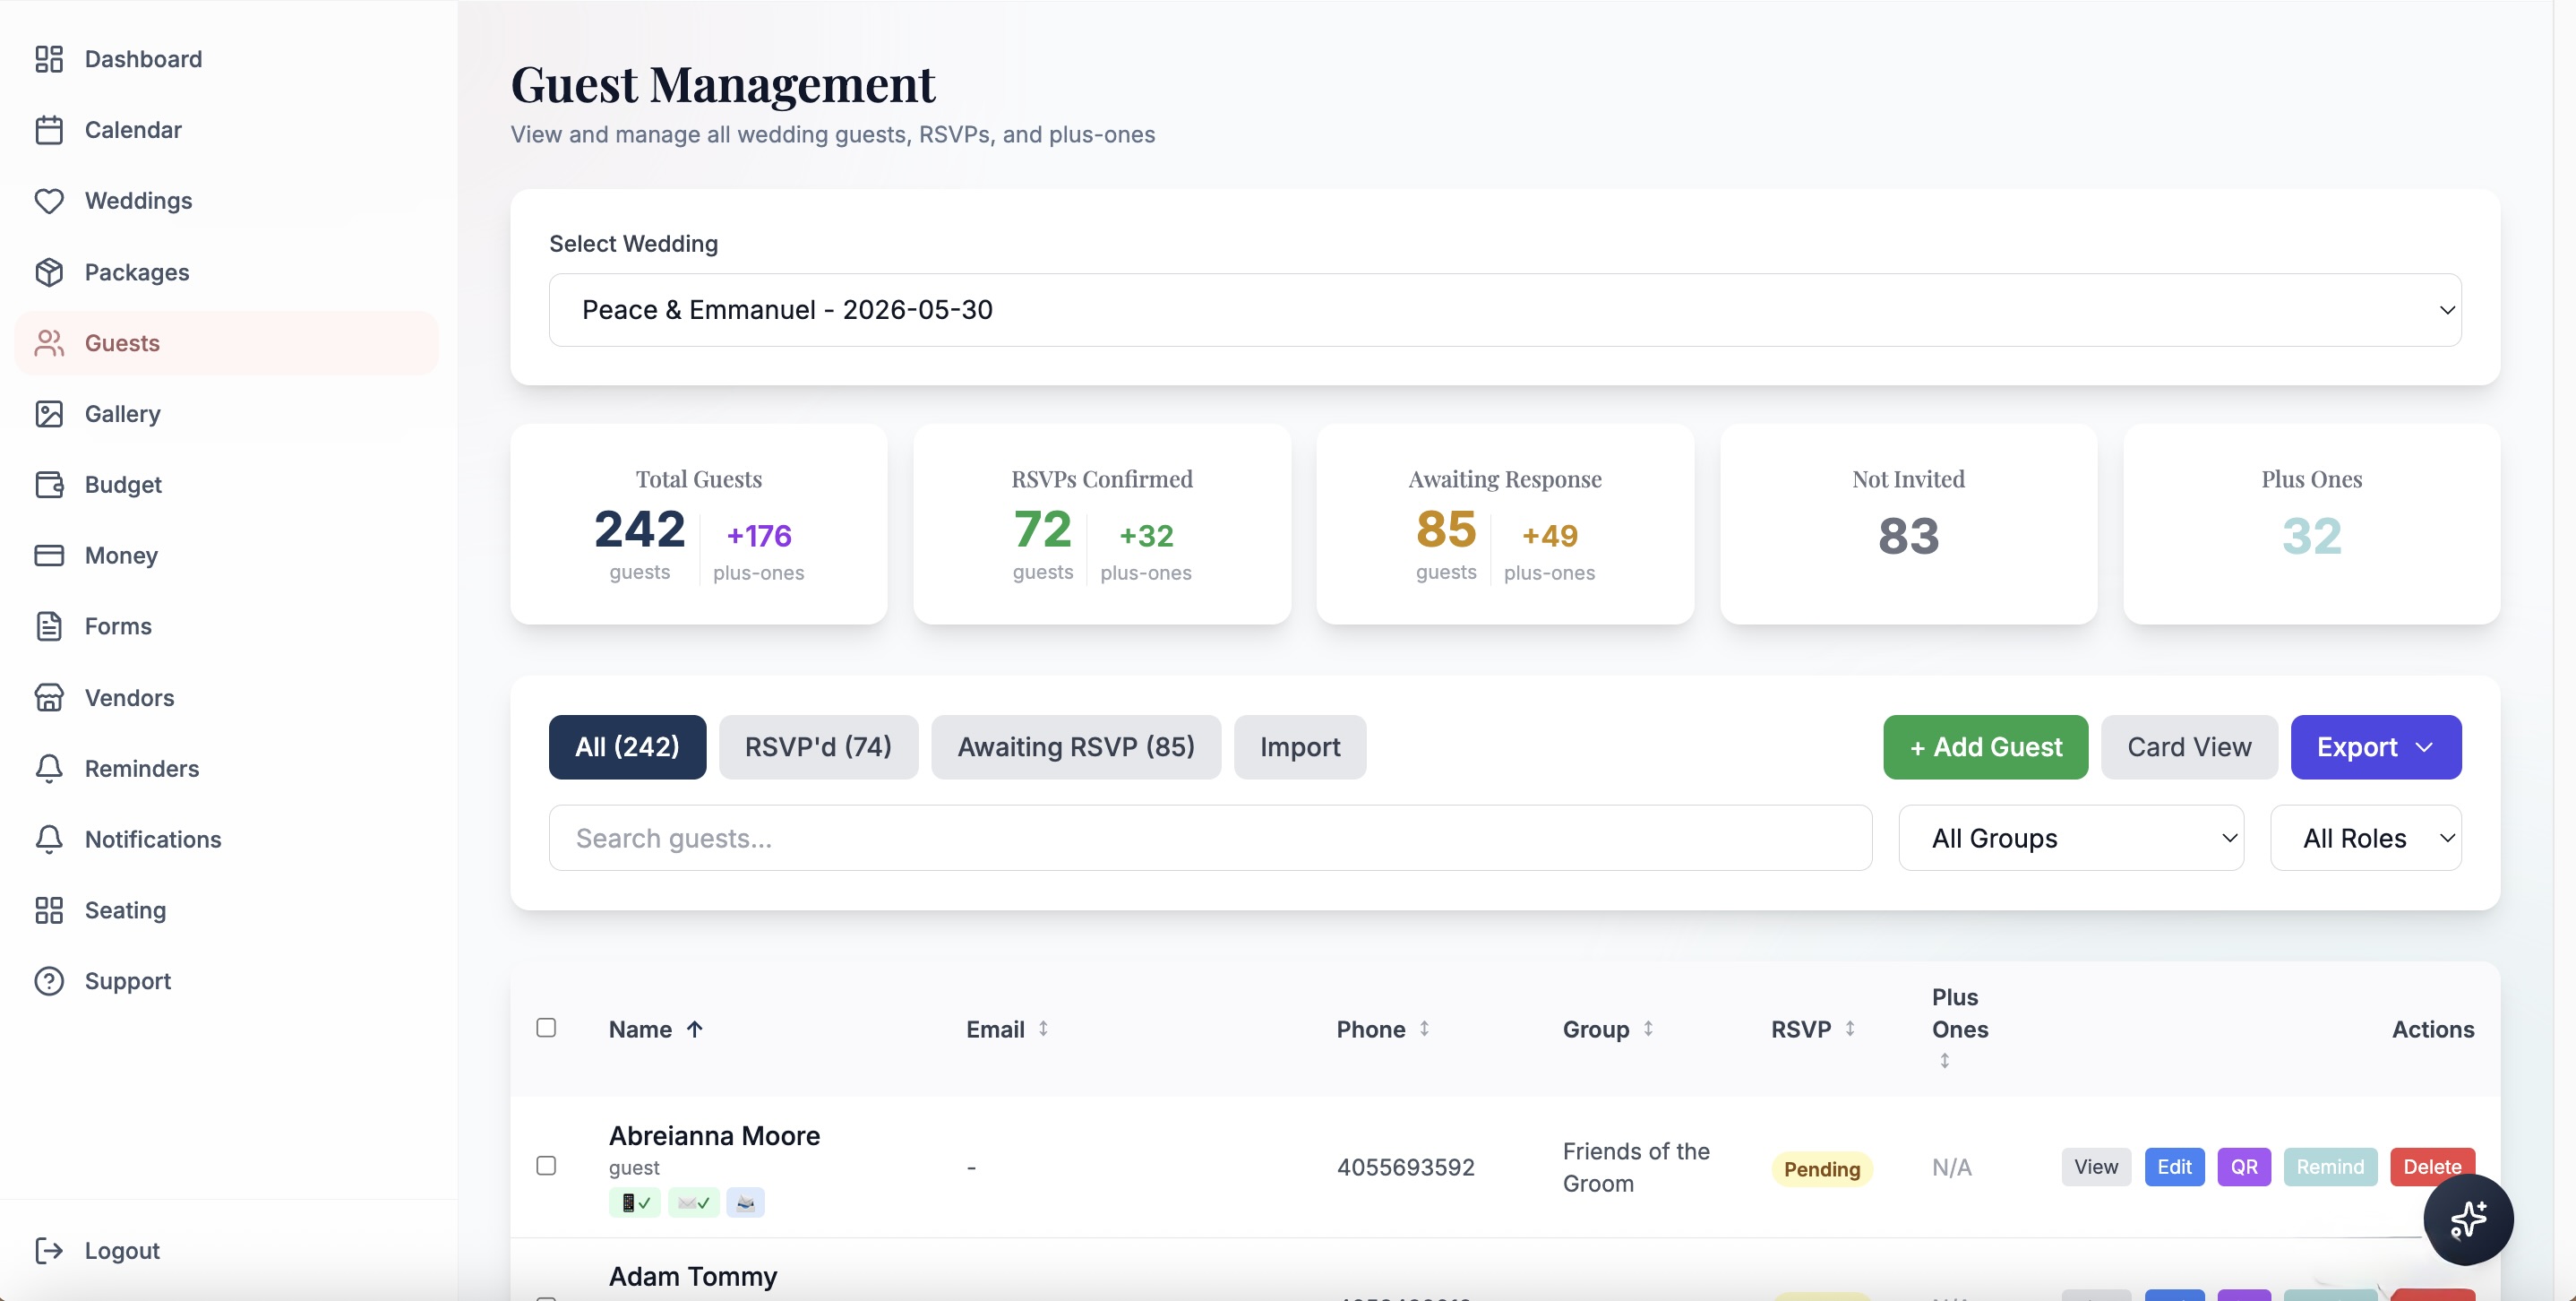 Dashboard
Calendar
Weddings
Packages
Guests
Gallery
Budget
Money
Forms
Vendors
Reminders
Notifications
Seating
Support
Logout
Guest Management
View and manage all wedding guests, RSVPs, and plus-ones
Select Wedding
Peace & Emmanuel - 2026-05-30
Total Guests
242
guests
+176
plus-ones
RSVPs Confirmed
72
guests
+32
plus-ones
Awaiting Response
85
guests
+49
plus-ones
Not Invited
83
Plus Ones
32
All (242)
RSVP'd (74)
Awaiting RSVP (85)
Import
+ Add Guest
Card View
Export
Search guests...
All Groups
All Roles
Name ↑
Email ↕
Phone ↕
Group ↕
RSVP ↕
Plus
Ones
↕
Actions
Abreianna Moore
guest
-
4055693592
Friends of the
Groom
Pending
N/A
View
Edit
QR
Remind
Delete
Adam Tommy